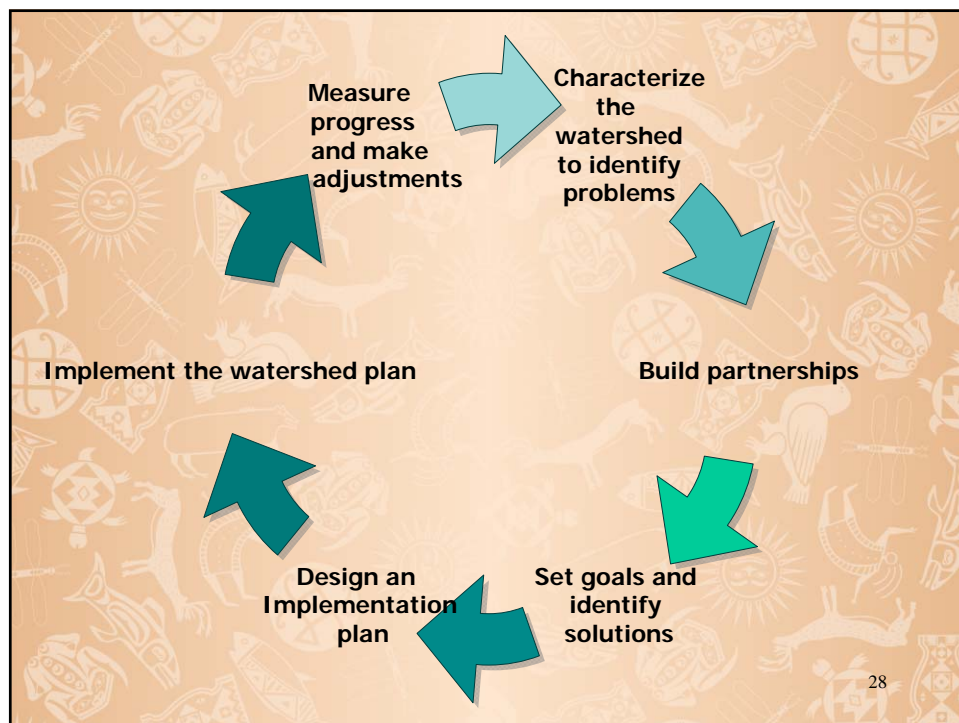 Measure
progress
and make
adjustments
Characterize
the
watershed
to identify
problems
Build partnerships
Set goals and
identify
solutions
Design an
Implementation
plan
Implement the watershed plan
28